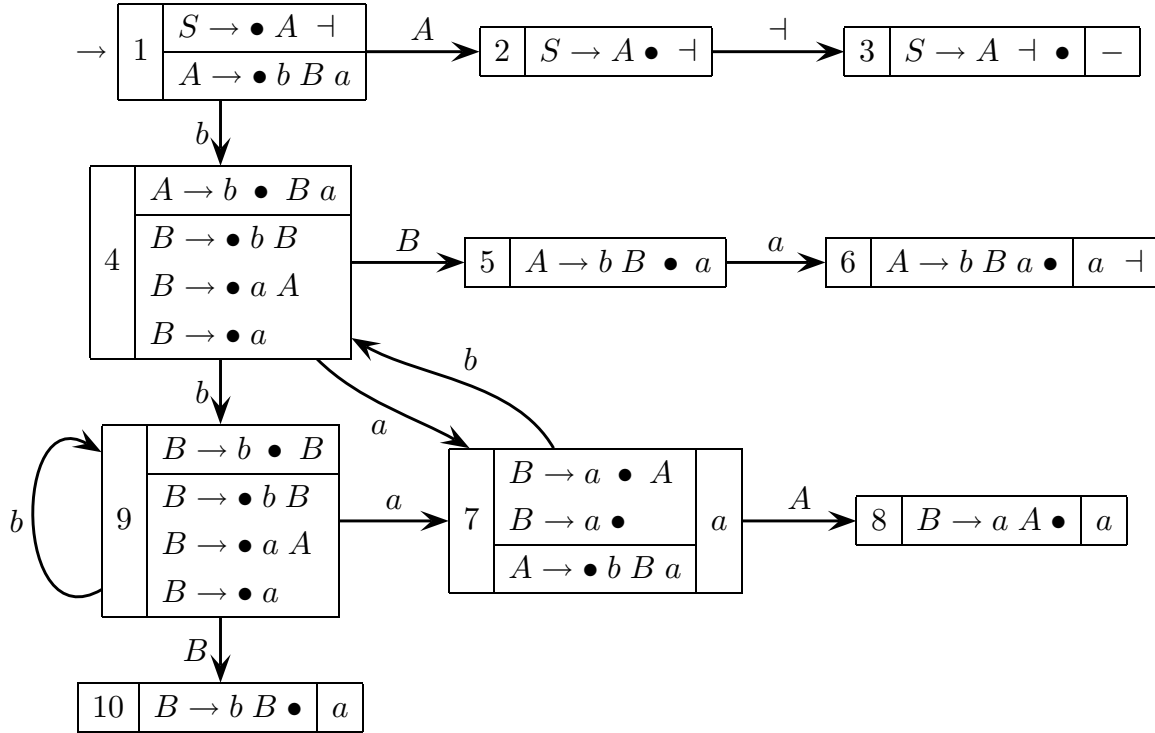 → 1 S → • A ⊣
A → • b B a
A
2 S → A • ⊣
⊣
3 S → A ⊣ • −
b
4 A → b • B a
B → • b B
B → • a A
B → • a
B
5 A → b B • a
a
6 A → b B a • a ⊣
b
a
b
9 B → b • B
B → • b B
B → • a A
B → • a
b
a
7 B → a • A
B → a •
A → • b B a
a
A
8 B → a A • a
B
10 B → b B • a